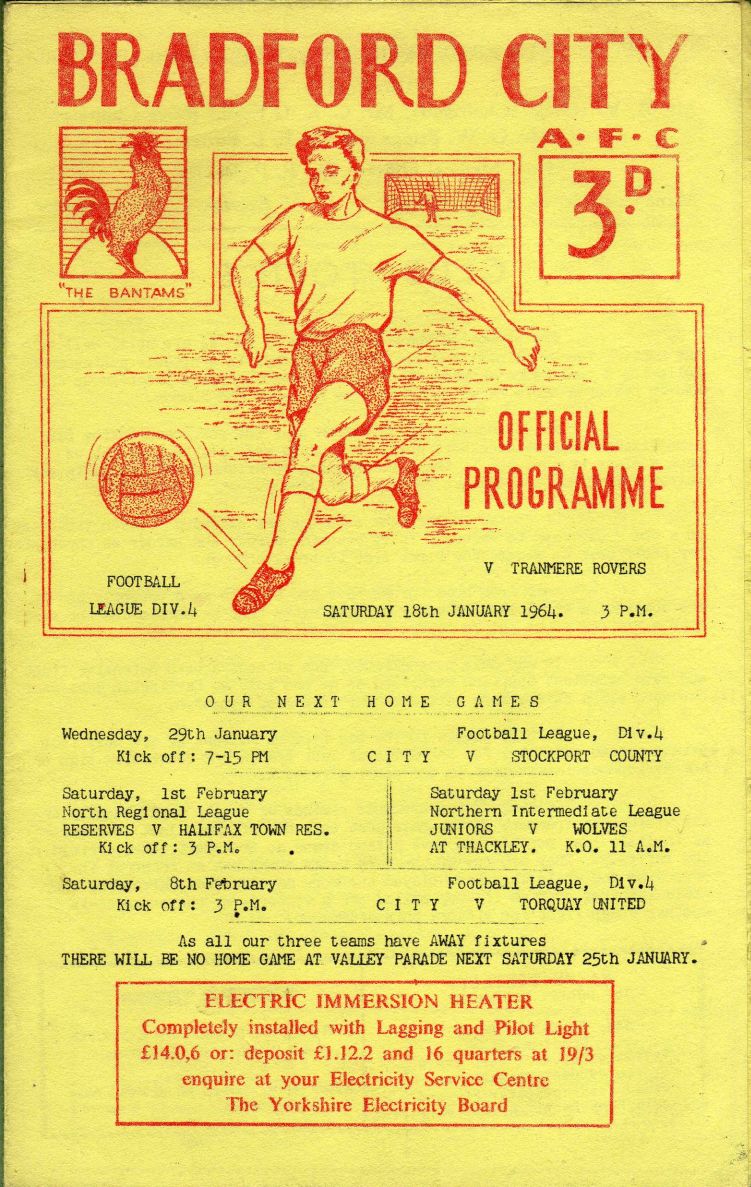 BRADFORD CITY
A·F·C
3D.
"THE BANTAMS"
OFFICIAL
PROGRAMME
V TRANMERE ROVERS
FOOTBALL
LEAGUE DIV.4
SATURDAY 18th JANUARY 1964. 3 P.M.
OUR NEXT HOME GAMES
Wednesday, 29th January Football League, Div.4
Kick off: 7-15 PM CITY V STOCKPORT COUNTY
Saturday, 1st February
North Regional League
RESERVES V HALIFAX TOWN RES.
Kick off: 3 P.M.
Saturday 1st February
Northern Intermediate League
JUNIORS V WOLVES
AT THACKLEY. K.O. 11 A.M.
Saturday, 8th February Football League, Div.4
Kick off: 3 P.M. CITY V TORQUAY UNITED
As all our three teams have AWAY fixtures
THERE WILL BE NO HOME GAME AT VALLEY PARADE NEXT SATURDAY 25th JANUARY.
ELECTRIC IMMERSION HEATER
Completely installed with Lagging and Pilot Light
£14.0,6 or: deposit £1.12.2 and 16 quarters at 19/3
enquire at your Electricity Service Centre
The Yorkshire Electricity Board